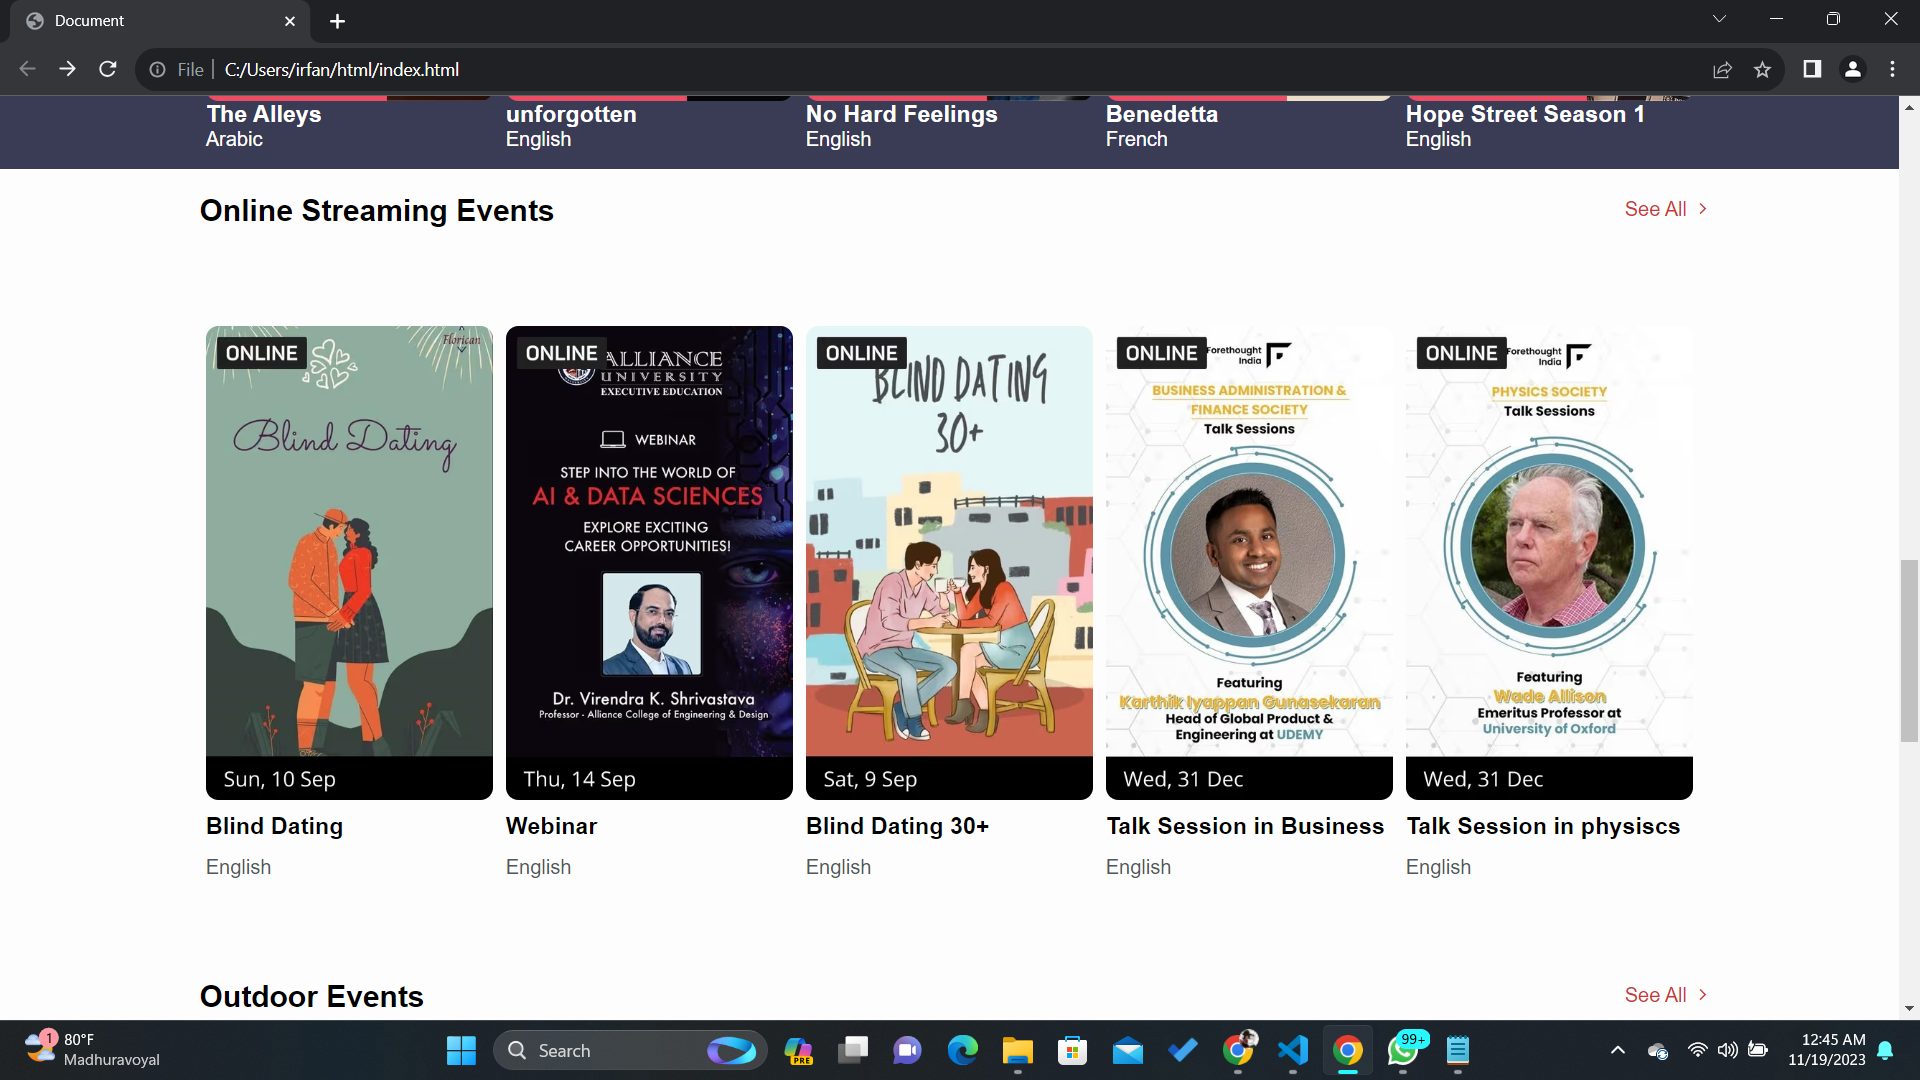 Document
File
C:/Users/irfan/html/index.html
The Alleys
Arabic
unforgotten
English
No Hard Feelings
English
Benedetta
French
Hope Street Season 1
English
Online Streaming Events
See All
ONLINE
Florican
Blind Dating
Sun, 10 Sep
Blind Dating
English
ONLINE
ALLIANCE
UNIVERSITY
EXECUTIVE EDUCATION
WEBINAR
STEP INTO THE WORLD OF
AI & DATA SCIENCES
EXPLORE EXCITING
CAREER OPPORTUNITIES!
Dr. Virendra K. Shrivastava
Professor - Alliance College of Engineering & Design
Thu, 14 Sep
Webinar
English
ONLINE
BLIND DATING
30+
Sat, 9 Sep
Blind Dating 30+
English
ONLINE
Forethought
India
BUSINESS ADMINISTRATION &
FINANCE SOCIETY
Talk Sessions
Featuring
Karthik Iyappan Gunasekaran
Head of Global Product &
Engineering at UDEMY
Wed, 31 Dec
Talk Session in Business
English
ONLINE
Forethought
India
PHYSICS SOCIETY
Talk Sessions
Featuring
Wade Allison
Emeritus Professor at
University of Oxford
Wed, 31 Dec
Talk Session in physiscs
English
Outdoor Events
See All
1
80°F
Madhuravoyal
Search
PRE
99+
12:45 AM
11/19/2023